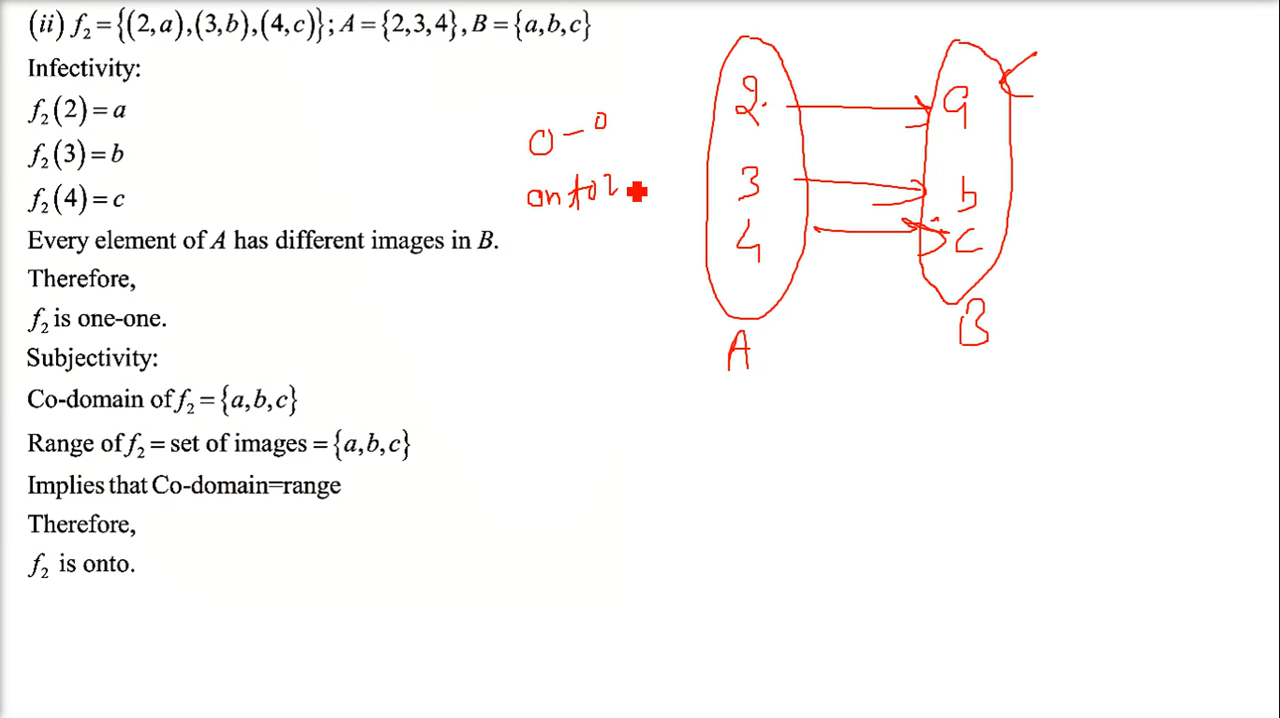 (ii) f₂ = {(2,a),(3,b),(4,c)}; A = {2,3,4}, B = {a,b,c}
Infectivity:
f₂(2) = a
f₂(3) = b
f₂(4) = c
Every element of A has different images in B.
Therefore,
f₂ is one-one.
Subjectivity:
Co-domain of f₂ = {a,b,c}
Range of f₂ = set of images = {a,b,c}
Implies that Co-domain=range
Therefore,
f₂ is onto.
O-O
onto
2 a
3 b
4 c
A B